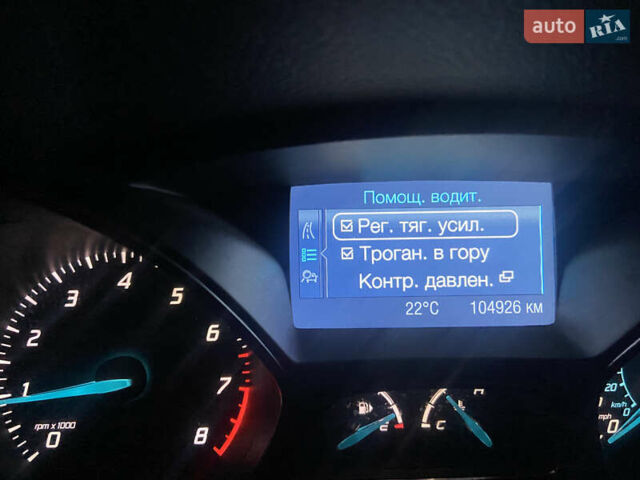 auto RIA .com
Помощ. водит.
Рег. тяг. усил.
Троган. в гору
Контр. давлен.
22°C 104926 км
0 1 2 3 4 5 6 7 8
rpm x 1000
E
C H
20
km/h
mph
0